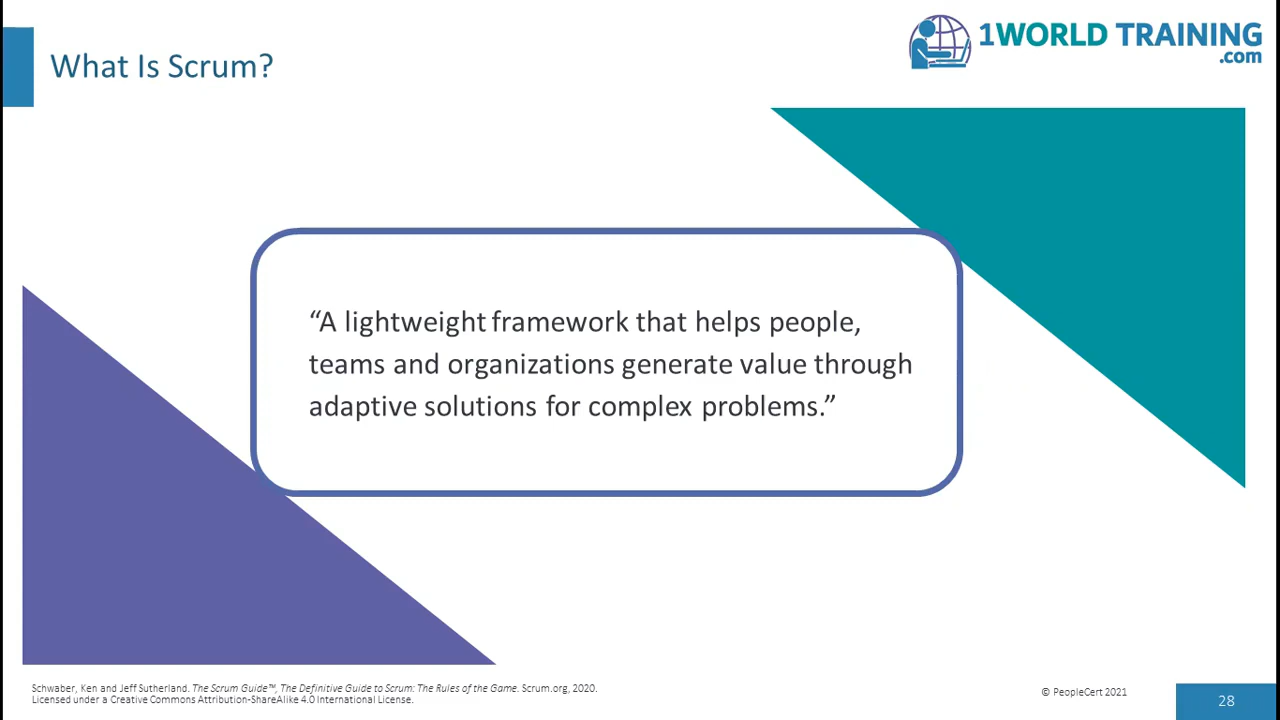 What Is Scrum?
1WORLD TRAINING
.com
“A lightweight framework that helps people,
teams and organizations generate value through
adaptive solutions for complex problems.”
Schwaber, Ken and Jeff Sutherland. The Scrum Guide™, The Definitive Guide to Scrum: The Rules of the Game. Scrum.org, 2020.
Licensed under a Creative Commons Attribution-ShareAlike 4.0 International License.
© PeopleCert 2021
28